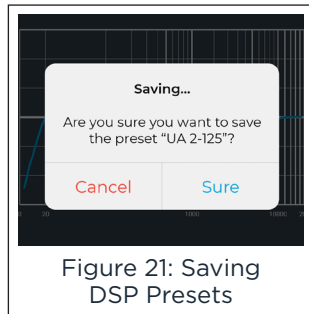 Saving...
Are you sure you want to save
the preset “UA 2-125”?
Cancel
Sure
20
1000
10000
Figure 21: Saving
DSP Presets